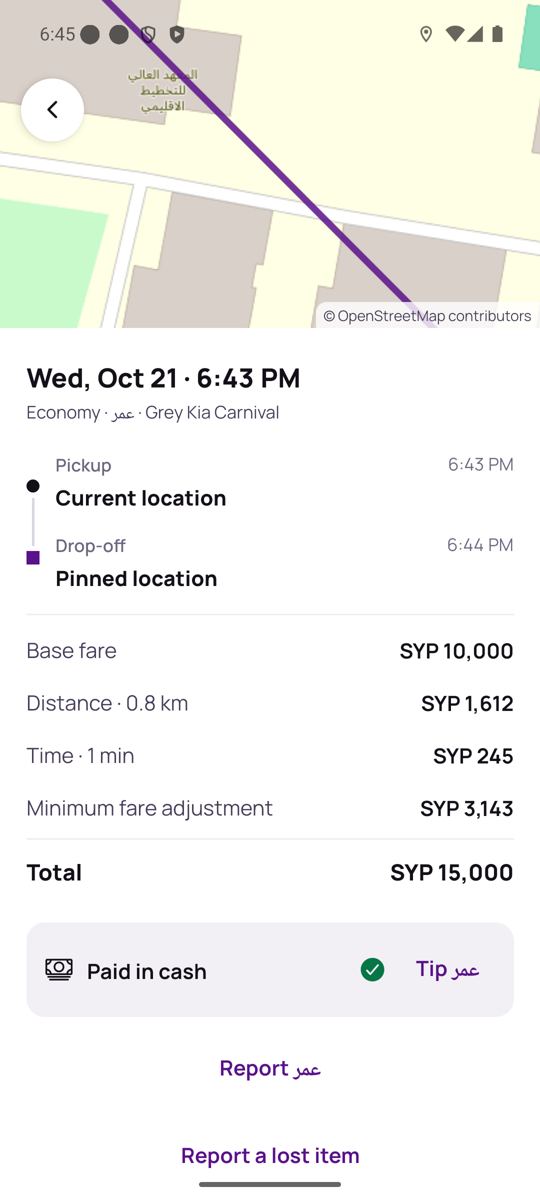 6:45
المعهد العالي
للتخطيط
الاقليمي
© OpenStreetMap contributors
Wed, Oct 21 · 6:43 PM
Economy · عمر · Grey Kia Carnival
Pickup 6:43 PM
Current location
Drop-off 6:44 PM
Pinned location
Base fare SYP 10,000
Distance · 0.8 km SYP 1,612
Time · 1 min SYP 245
Minimum fare adjustment SYP 3,143
Total SYP 15,000
Paid in cash Tip عمر
Report عمر
Report a lost item